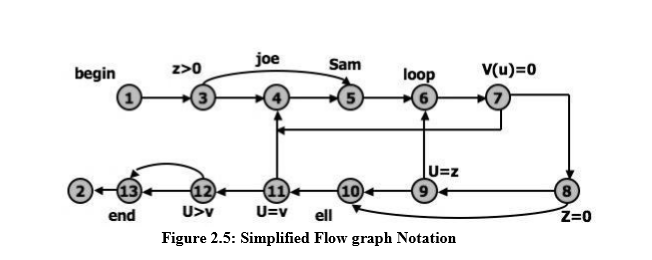 begin z>0 joe Sam loop V(u)=0
1 3 4 5 6 7
U=z
2 13 12 11 10 9 8
end U>v U=v ell Z=0
Figure 2.5: Simplified Flow graph Notation